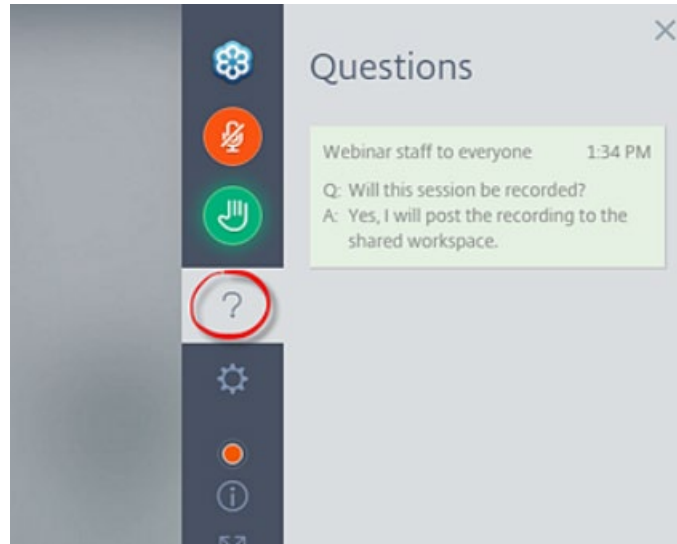 Questions
Webinar staff to everyone 1:34 PM
Q: Will this session be recorded?
A: Yes, I will post the recording to the
shared workspace.